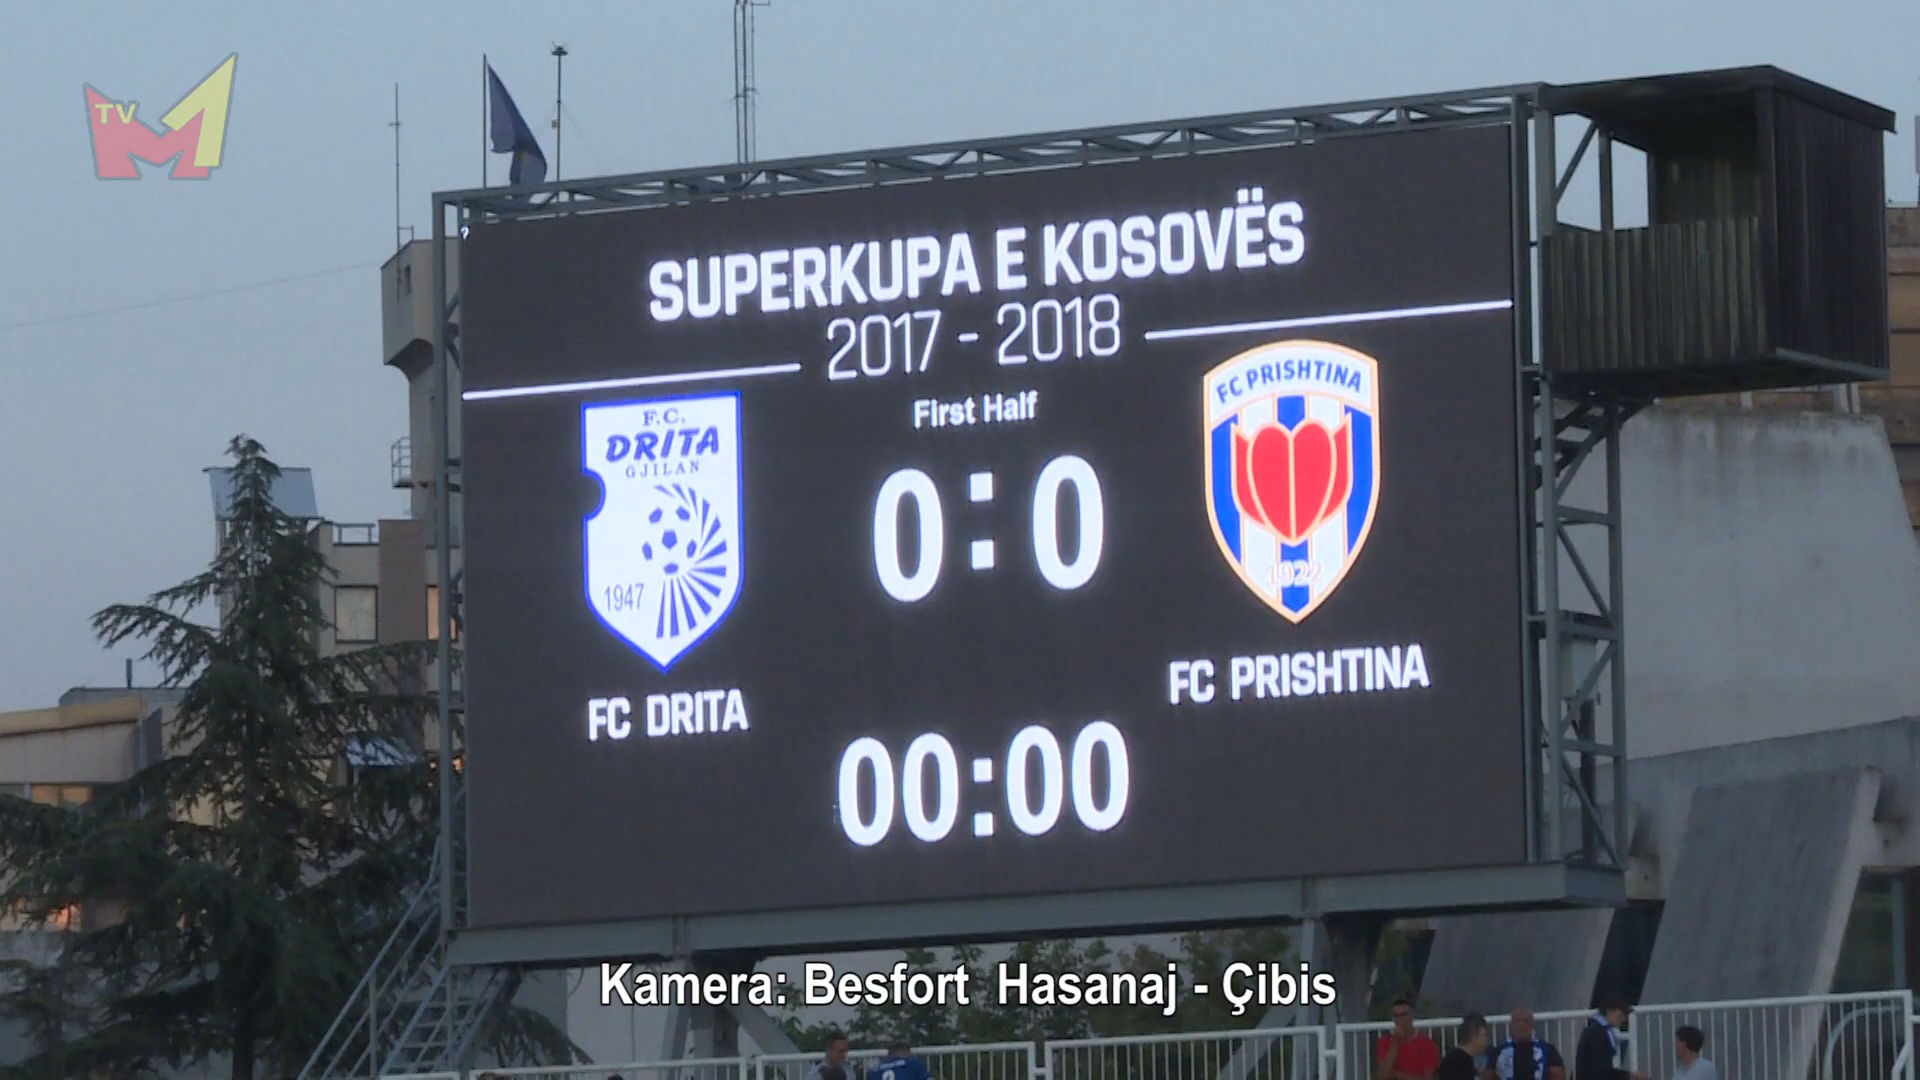 TV M1
SUPERKUPA E KOSOVËS
2017 - 2018
First Half
F.C.
DRITA
GJILAN
1947
0:0
FC PRISHTINA
1922
FC DRITA
FC PRISHTINA
00:00
Kamera: Besfort Hasanaj - Çibis